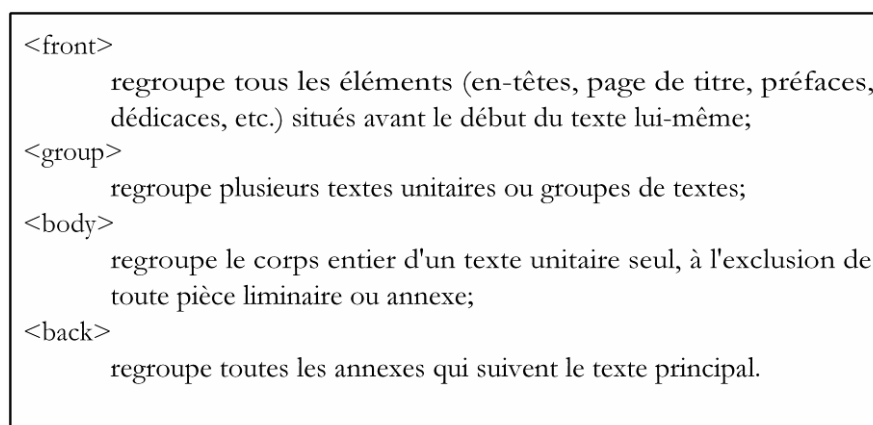 <front>
regroupe tous les éléments (en-têtes, page de titre, préfaces,
dédicaces, etc.) situés avant le début du texte lui-même;
<group>
regroupe plusieurs textes unitaires ou groupes de textes;
<body>
regroupe le corps entier d'un texte unitaire seul, à l'exclusion de
toute pièce liminaire ou annexe;
<back>
regroupe toutes les annexes qui suivent le texte principal.